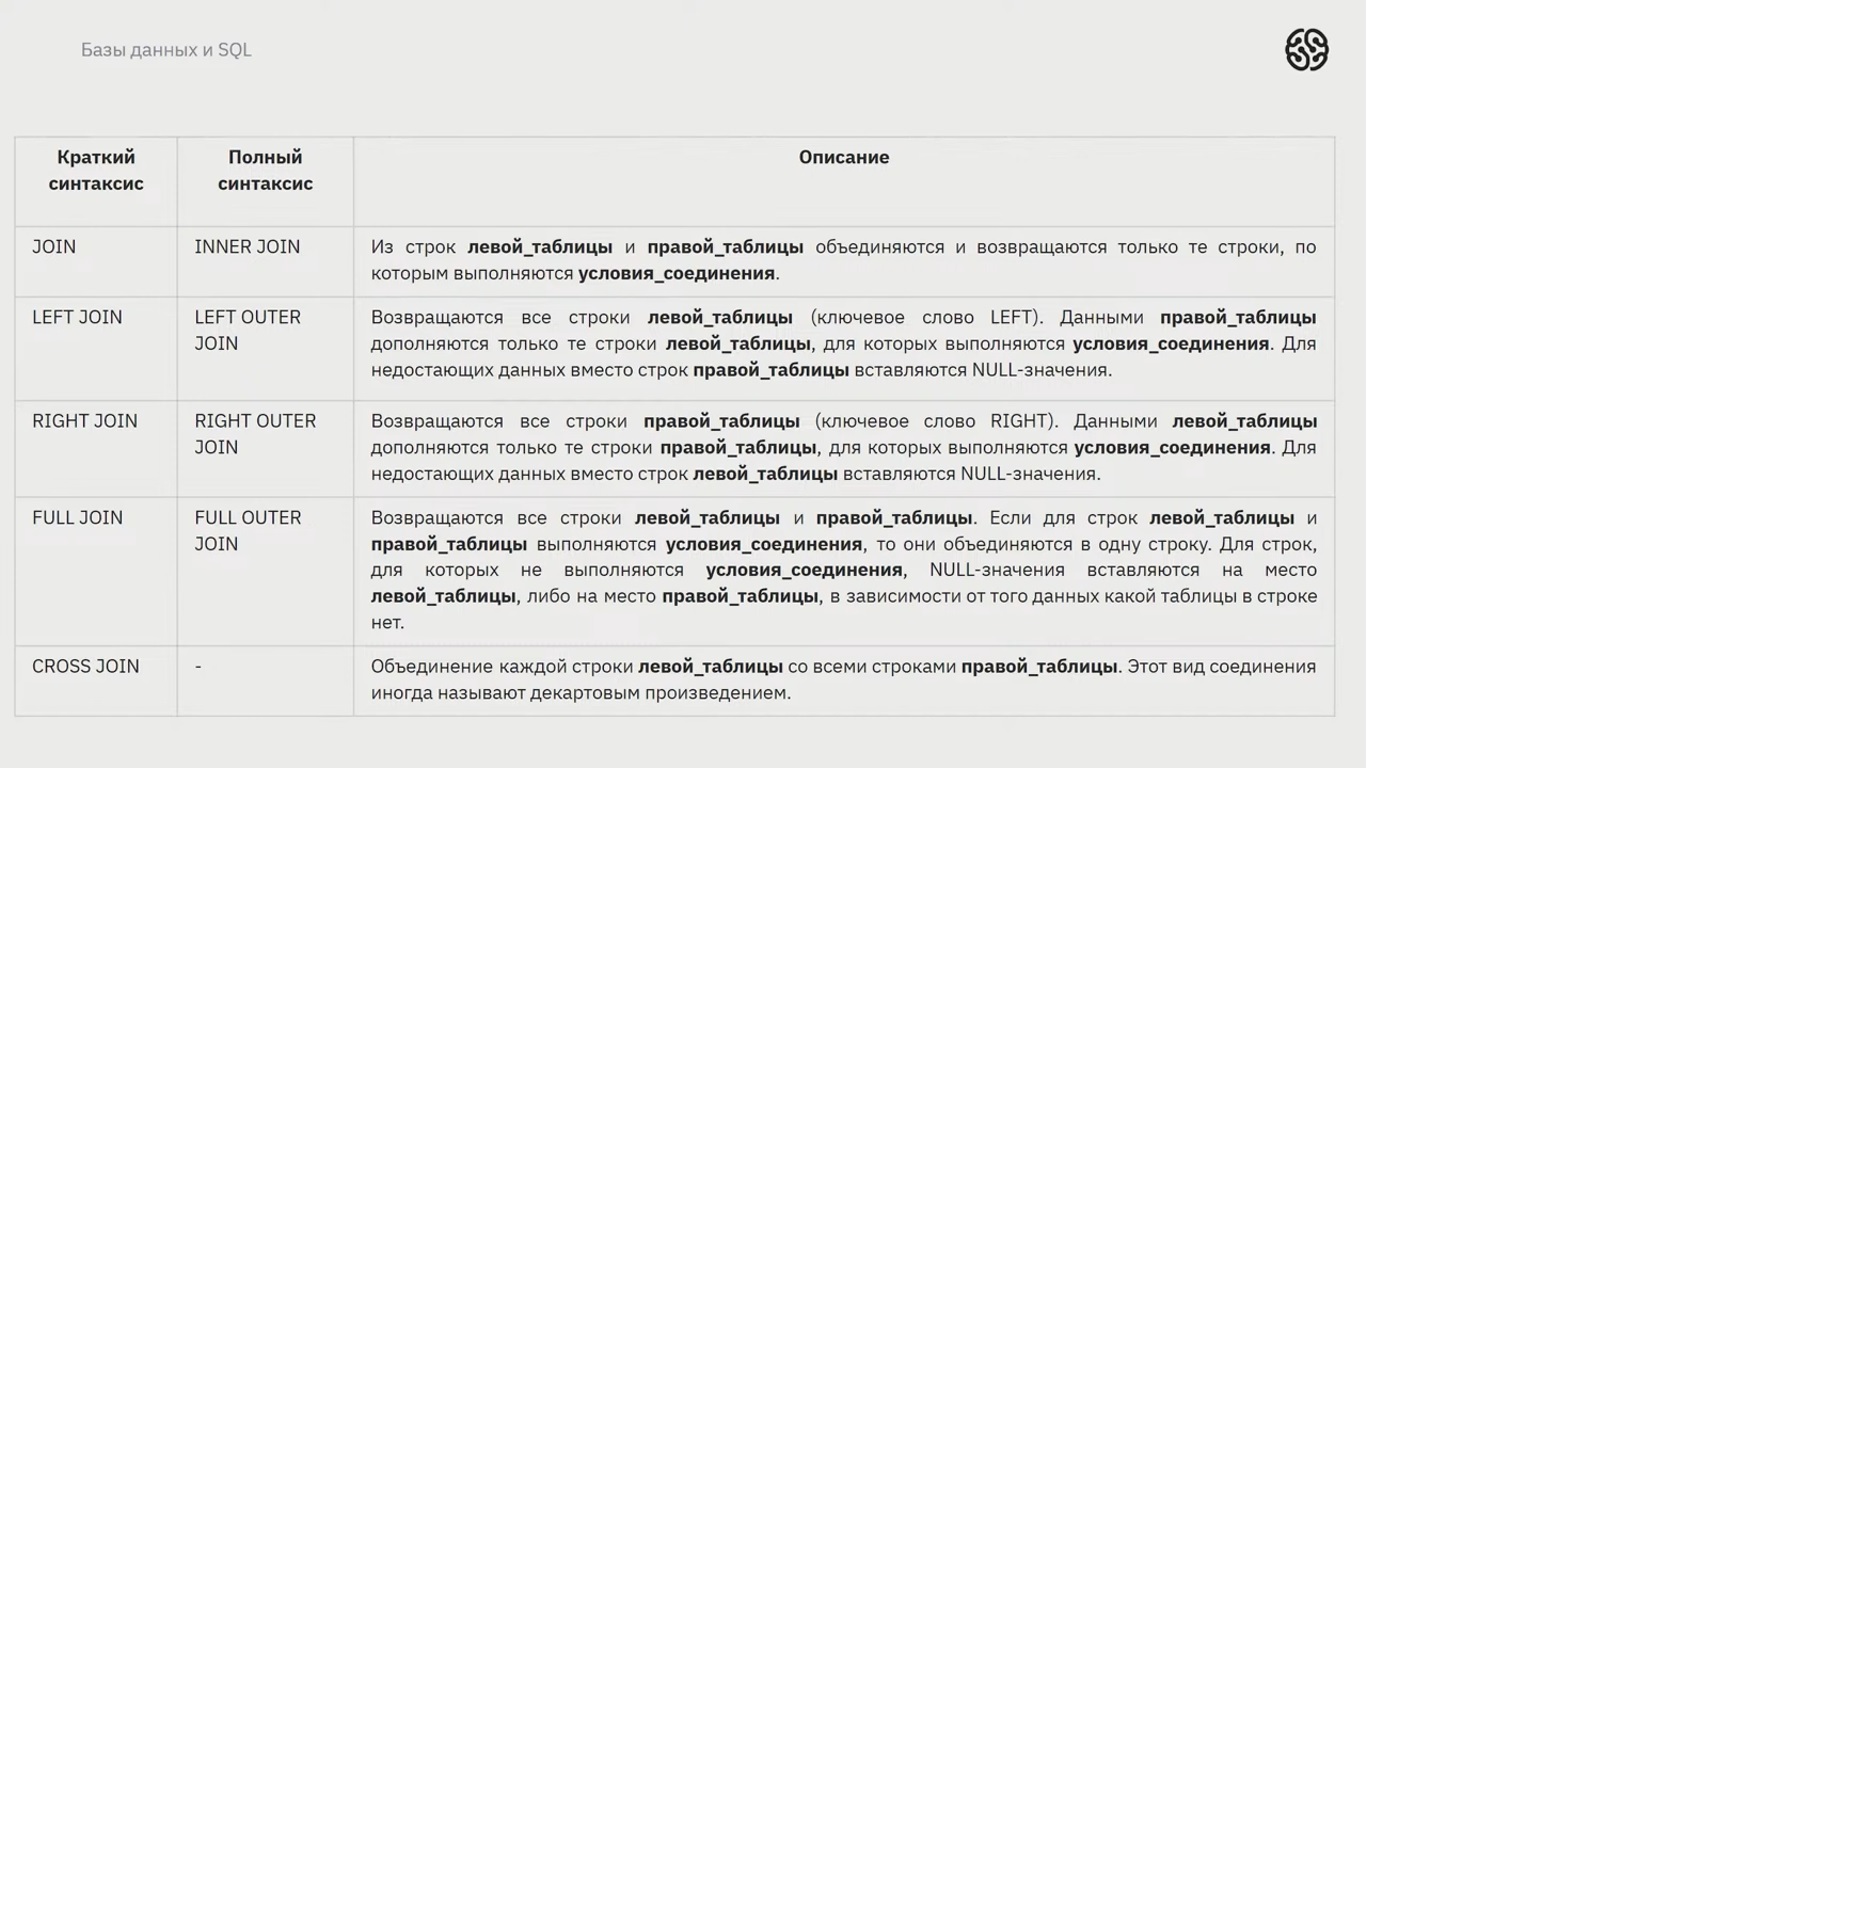 Базы данных и SQL
Краткий
синтаксис
Полный
синтаксис
Описание
JOIN
INNER JOIN
Из строк левой_таблицы и правой_таблицы объединяются и возвращаются только те строки, по
которым выполняются условия_соединения.
LEFT JOIN
LEFT OUTER
JOIN
Возвращаются все строки левой_таблицы (ключевое слово LEFT). Данными правой_таблицы
дополняются только те строки левой_таблицы, для которых выполняются условия_соединения. Для
недостающих данных вместо строк правой_таблицы вставляются NULL-значения.
RIGHT JOIN
RIGHT OUTER
JOIN
Возвращаются все строки правой_таблицы (ключевое слово RIGHT). Данными левой_таблицы
дополняются только те строки правой_таблицы, для которых выполняются условия_соединения. Для
недостающих данных вместо строк левой_таблицы вставляются NULL-значения.
FULL JOIN
FULL OUTER
JOIN
Возвращаются все строки левой_таблицы и правой_таблицы. Если для строк левой_таблицы и
правой_таблицы выполняются условия_соединения, то они объединяются в одну строку. Для строк,
для которых не выполняются условия_соединения, NULL-значения вставляются на место
левой_таблицы, либо на место правой_таблицы, в зависимости от того данных какой таблицы в строке
нет.
CROSS JOIN
-
Объединение каждой строки левой_таблицы со всеми строками правой_таблицы. Этот вид соединения
иногда называют декартовым произведением.